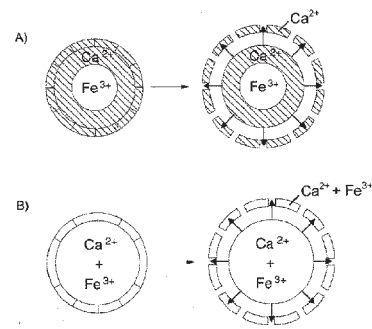 A)
Ca²⁺
Fe³⁺
Ca²⁺
Ca²⁺
Fe³⁺
B)
Ca²⁺
+
Fe³⁺
Ca²⁺ + Fe³⁺
Ca²⁺
+
Fe³⁺